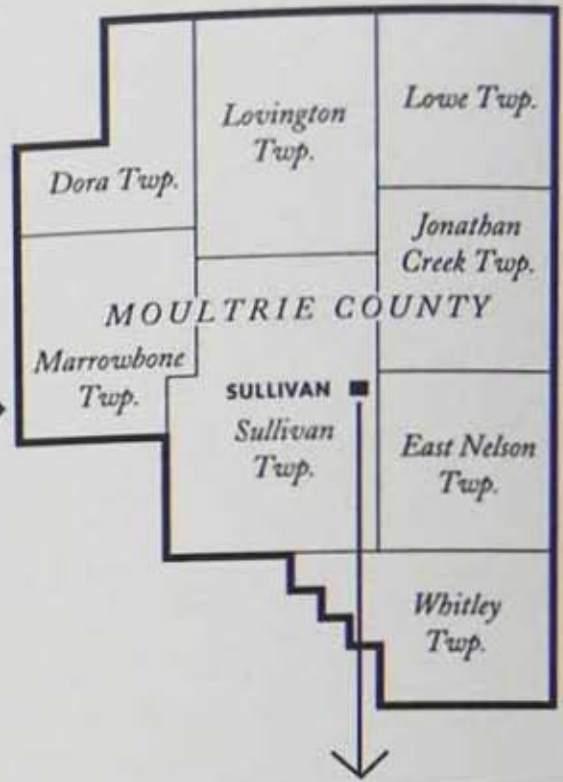 Lovington
Twp.
Lowe Twp.
Dora Twp.
Jonathan
Creek Twp.
MOULTRIE COUNTY
Marrowbone
Twp.
SULLIVAN
Sullivan
Twp.
East Nelson
Twp.
Whitley
Twp.